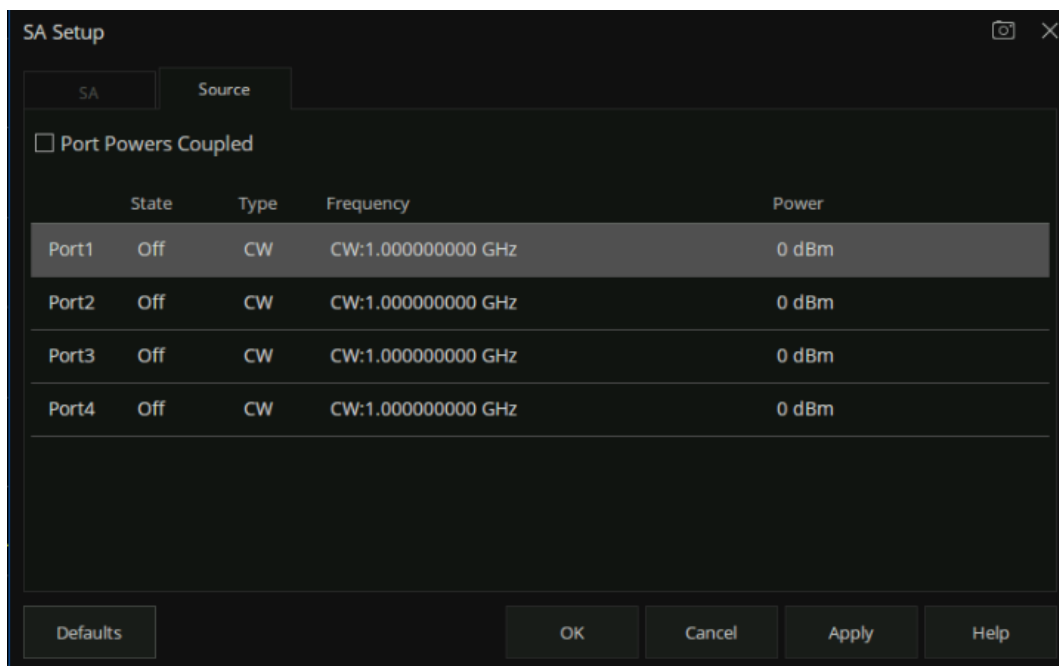 SA Setup
SA Source
Port Powers Coupled
State Type Frequency Power
Port1 Off CW CW:1.000000000 GHz 0 dBm
Port2 Off CW CW:1.000000000 GHz 0 dBm
Port3 Off CW CW:1.000000000 GHz 0 dBm
Port4 Off CW CW:1.000000000 GHz 0 dBm
Defaults OK Cancel Apply Help